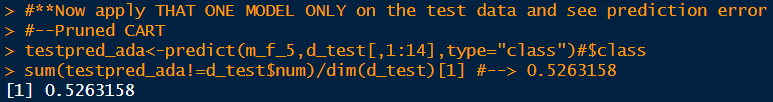 > #**Now apply THAT ONE MODEL ONLY on the test data and see prediction error
> #--Pruned CART
> testpred_ada<-predict(m_f_5,d_test[,1:14],type="class")#$class
> sum(testpred_ada!=d_test$num)/dim(d_test)[1] #--> 0.5263158
[1] 0.5263158